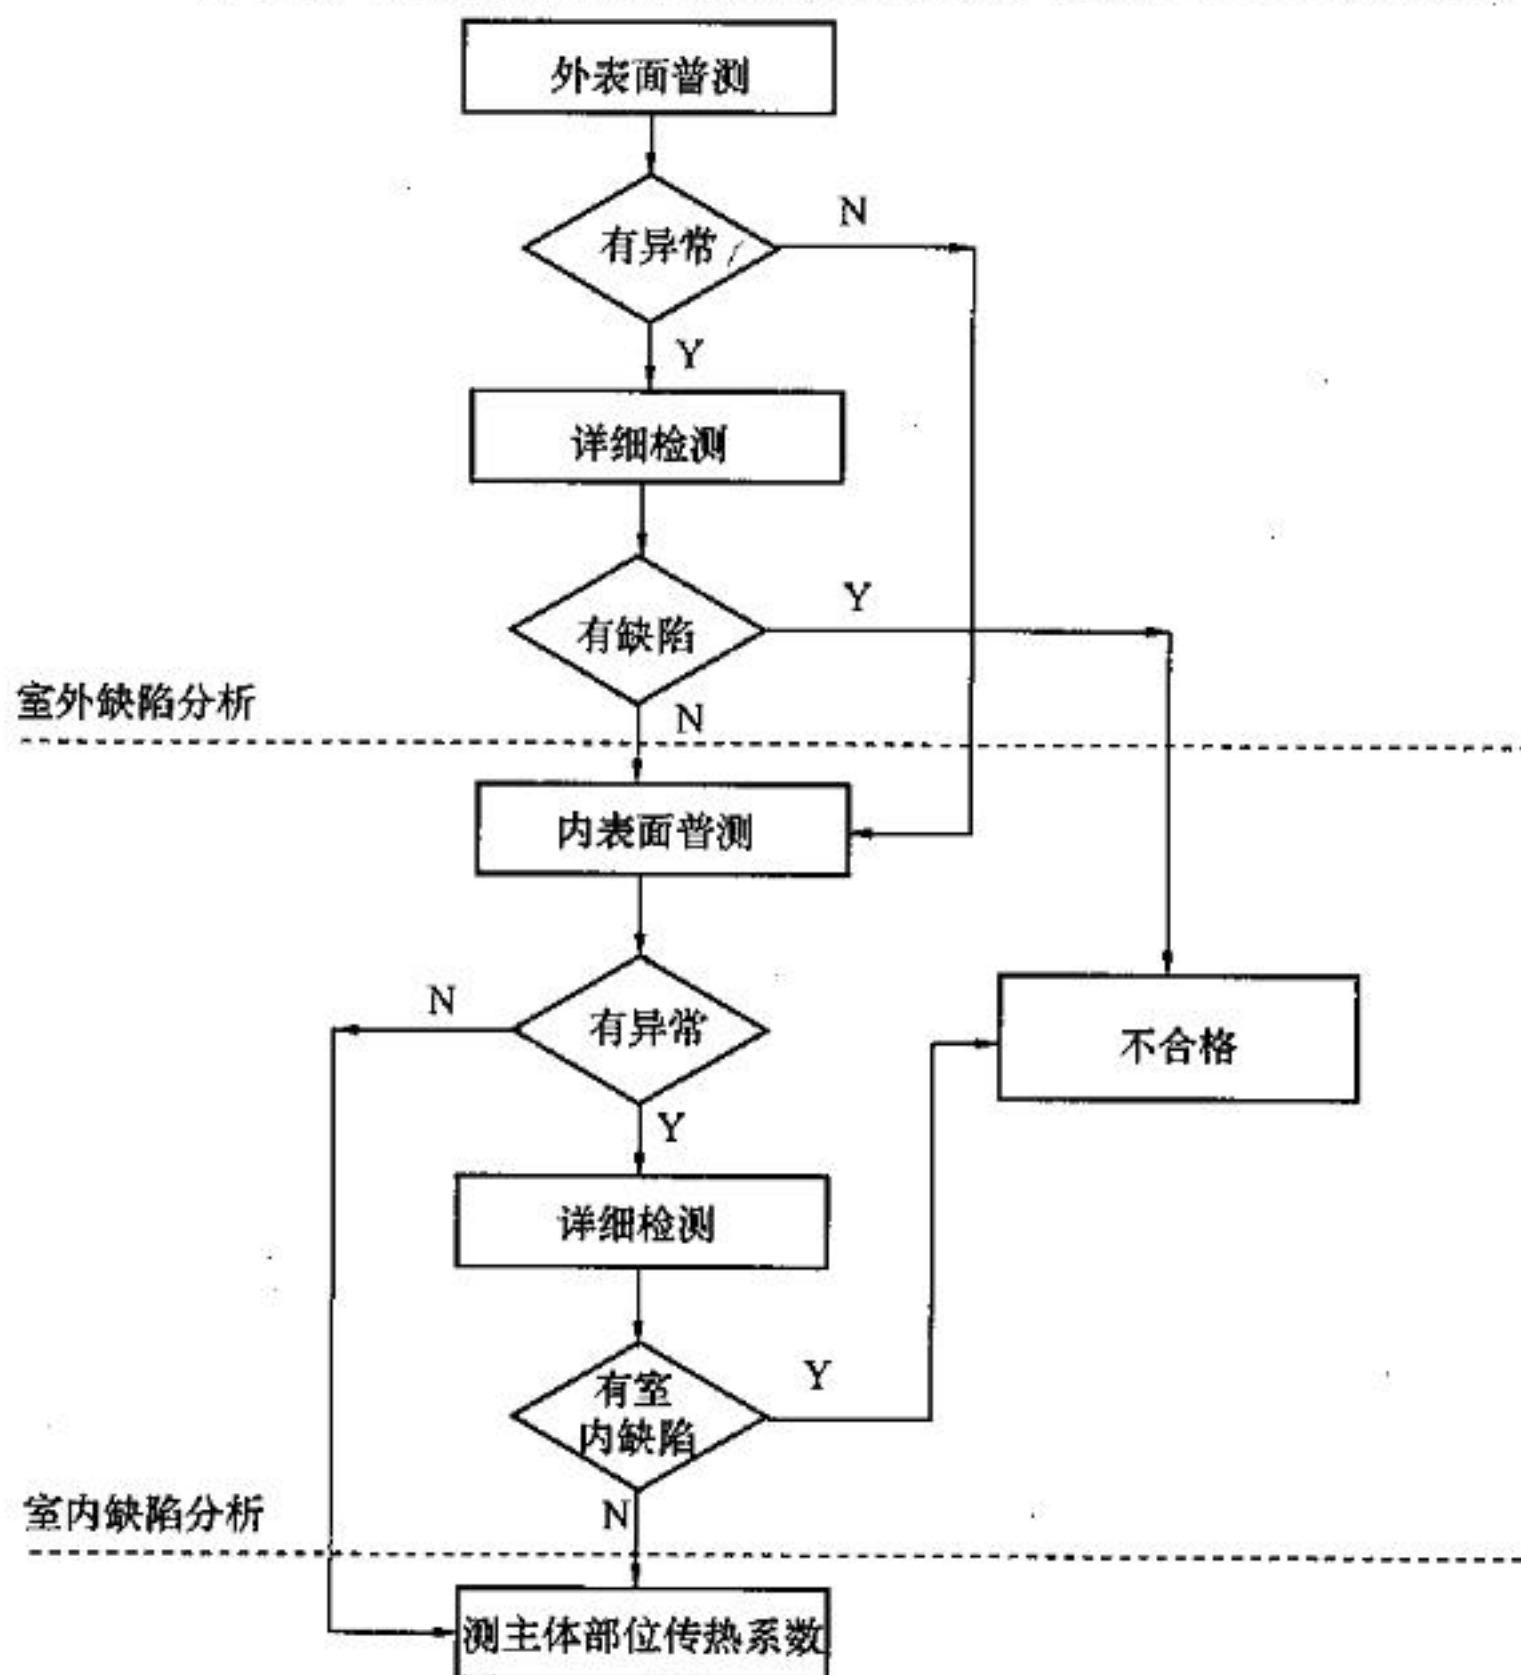 外表面普测
有异常
N
Y
详细检测
有缺陷
Y
室外缺陷分析
N
内表面普测
有异常
N
不合格
Y
详细检测
有室
内缺陷
Y
室内缺陷分析
N
测主体部位传热系数